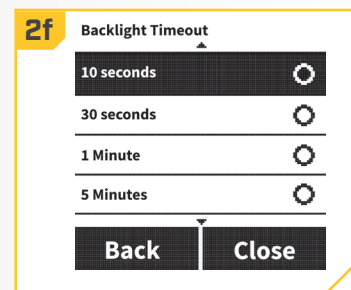 2f
Backlight Timeout
10 seconds
30 seconds
1 Minute
5 Minutes
Back Close